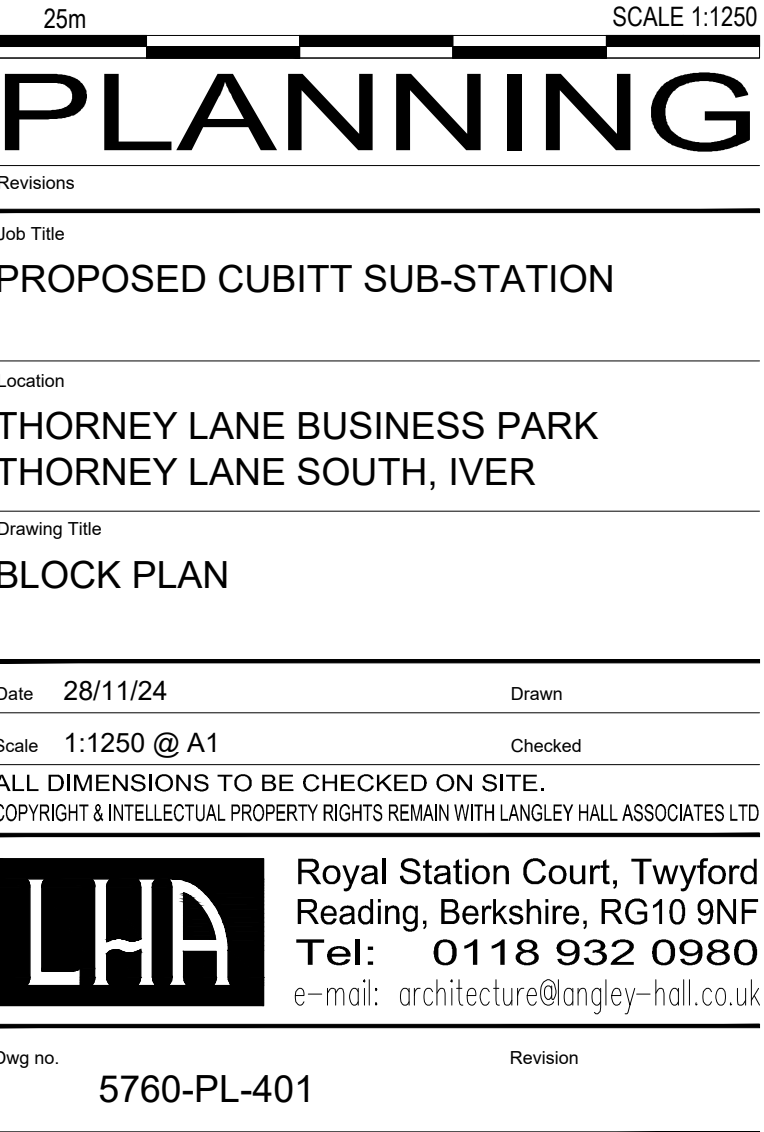 25m SCALE 1:1250
PLANNING
Revisions
Job Title
PROPOSED CUBITT SUB-STATION
Location
THORNEY LANE BUSINESS PARK
THORNEY LANE SOUTH, IVER
Drawing Title
BLOCK PLAN
Date 28/11/24 Drawn
Scale 1:1250 @ A1 Checked
ALL DIMENSIONS TO BE CHECKED ON SITE.
COPYRIGHT & INTELLECTUAL PROPERTY RIGHTS REMAIN WITH LANGLEY HALL ASSOCIATES LTD
LHA
Royal Station Court, Twyford
Reading, Berkshire, RG10 9NF
Tel: 0118 932 0980
e-mail: architecture@langley-hall.co.uk
Dwg no. Revision
5760-PL-401